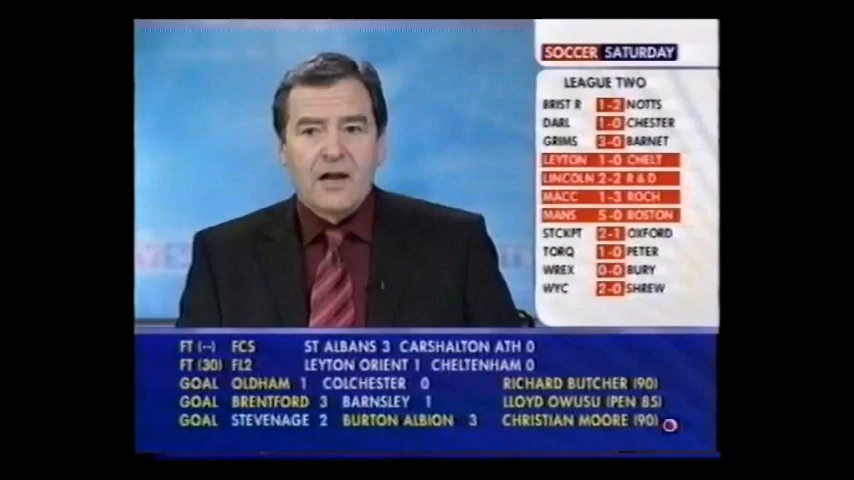 SOCCER SATURDAY
LEAGUE TWO
BRIST R 1-2 NOTTS
DARL 1-0 CHESTER
GRIMS 3-0 BARNET
LEYTON 1-0 CHELT
LINCOLN 2-2 R & D
MACC 1-3 ROCH
MANS 5-0 BOSTON
STCKPT 2-1 OXFORD
TORQ 1-0 PETER
WREX 0-0 BURY
WYC 2-0 SHREW
FT (--) FCS ST ALBANS 3 CARSHALTON ATH 0
FT (30) FL2 LEYTON ORIENT 1 CHELTENHAM 0
GOAL OLDHAM 1 COLCHESTER 0 RICHARD BUTCHER (90)
GOAL BRENTFORD 3 BARNSLEY 1 LLOYD OWUSU (PEN 85)
GOAL STEVENAGE 2 BURTON ALBION 3 CHRISTIAN MOORE (90)